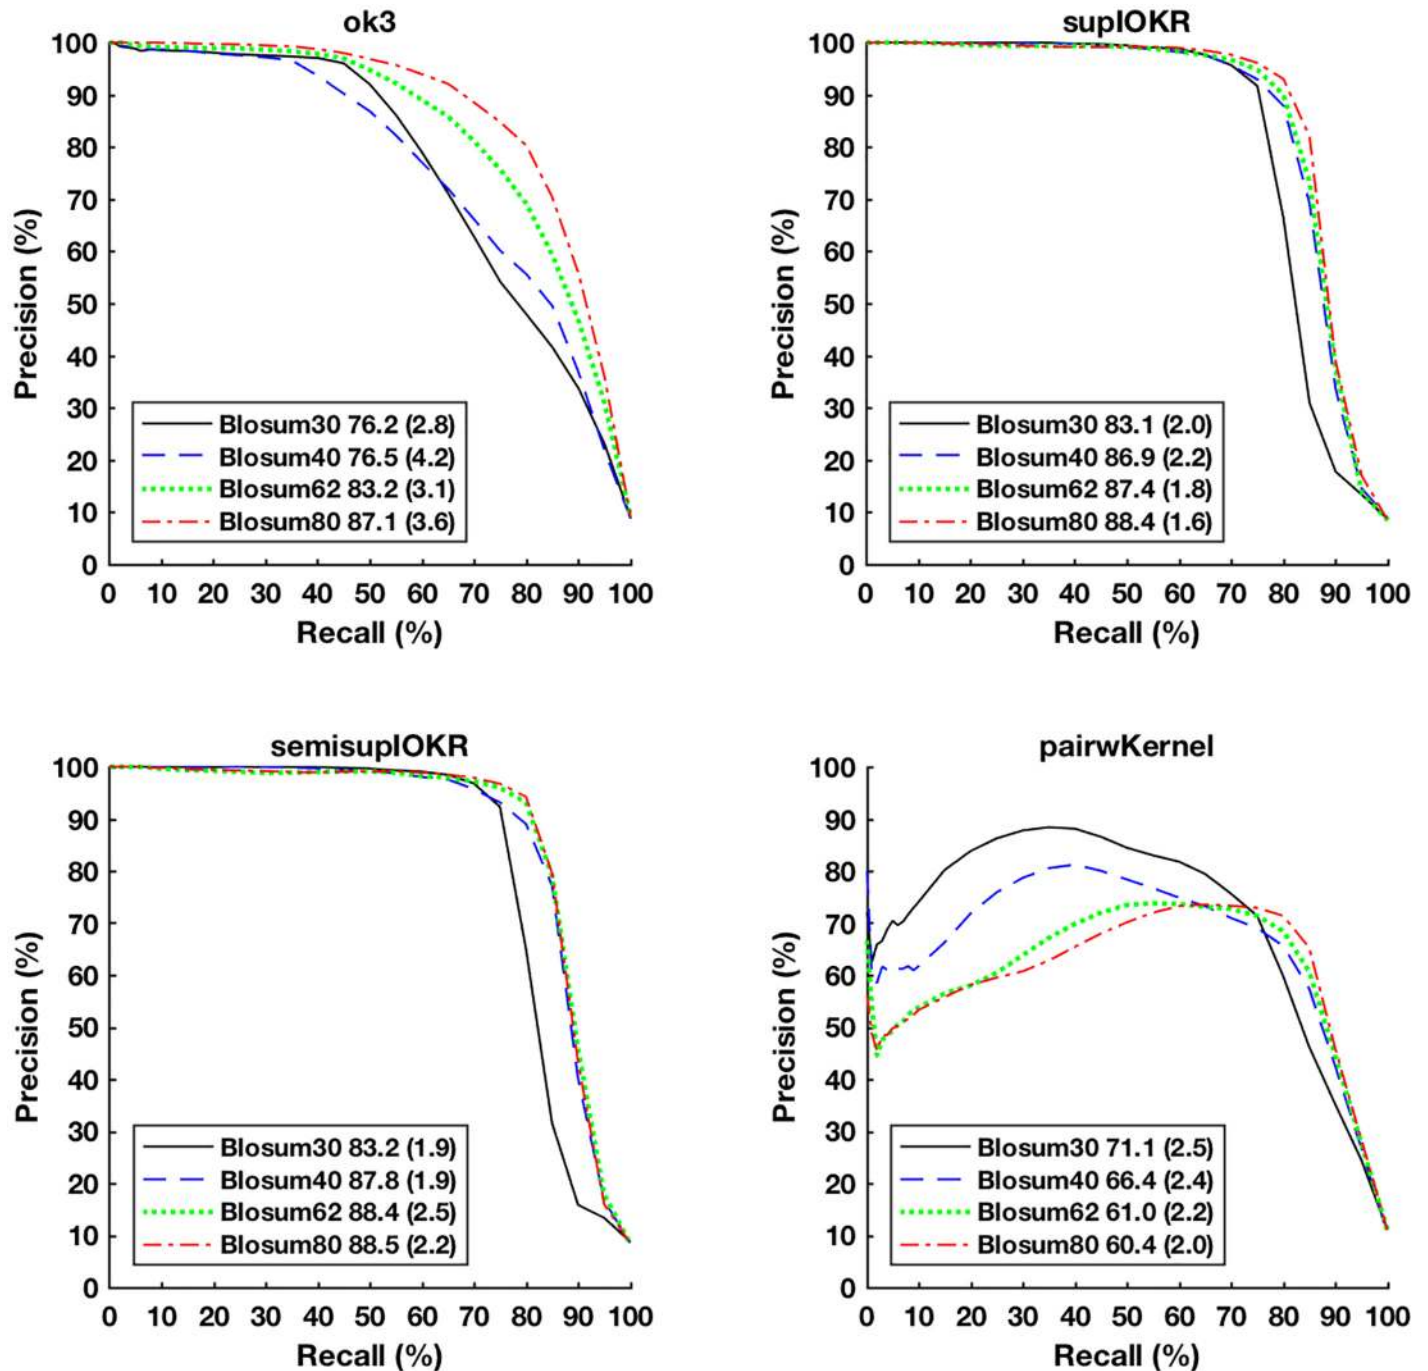 ok3
100
90
80
70
60
50
40
30
20
10
0
Precision (%)
Blosum30 76.2 (2.8)
Blosum40 76.5 (4.2)
Blosum62 83.2 (3.1)
Blosum80 87.1 (3.6)
0 10 20 30 40 50 60 70 80 90 100
Recall (%)
supIOKR
100
90
80
70
60
50
40
30
20
10
0
Precision (%)
Blosum30 83.1 (2.0)
Blosum40 86.9 (2.2)
Blosum62 87.4 (1.8)
Blosum80 88.4 (1.6)
0 10 20 30 40 50 60 70 80 90 100
Recall (%)
semisupIOKR
100
90
80
70
60
50
40
30
20
10
0
Precision (%)
Blosum30 83.2 (1.9)
Blosum40 87.8 (1.9)
Blosum62 88.4 (2.5)
Blosum80 88.5 (2.2)
0 10 20 30 40 50 60 70 80 90 100
Recall (%)
pairwKernel
100
90
80
70
60
50
40
30
20
10
0
Precision (%)
Blosum30 71.1 (2.5)
Blosum40 66.4 (2.4)
Blosum62 61.0 (2.2)
Blosum80 60.4 (2.0)
0 10 20 30 40 50 60 70 80 90 100
Recall (%)